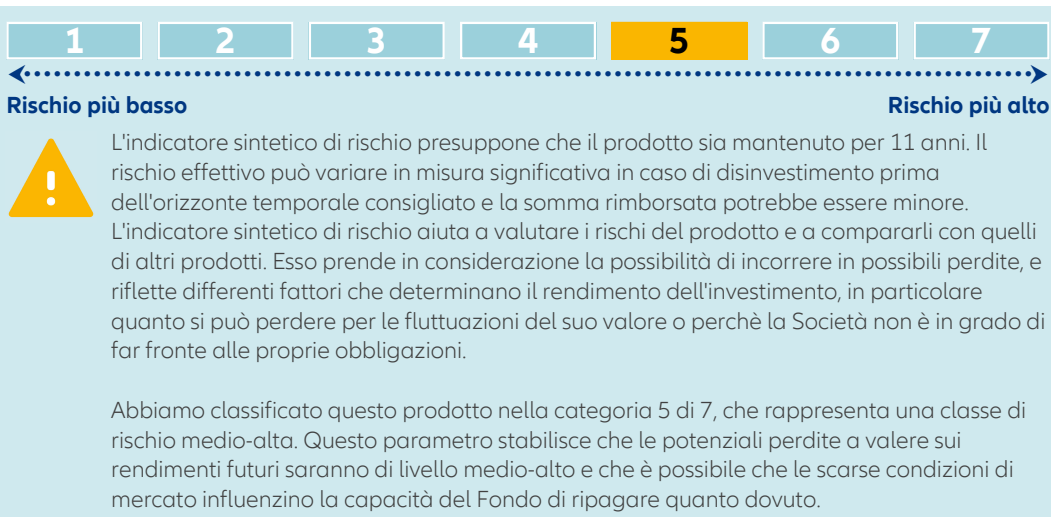 1 2 3 4 5 6 7
Rischio più basso Rischio più alto
L'indicatore sintetico di rischio presuppone che il prodotto sia mantenuto per 11 anni. Il
rischio effettivo può variare in misura significativa in caso di disinvestimento prima
dell'orizzonte temporale consigliato e la somma rimborsata potrebbe essere minore.
L'indicatore sintetico di rischio aiuta a valutare i rischi del prodotto e a compararli con quelli
di altri prodotti. Esso prende in considerazione la possibilità di incorrere in possibili perdite, e
riflette differenti fattori che determinano il rendimento dell'investimento, in particolare
quanto si può perdere per le fluttuazioni del suo valore o perchè la Società non è in grado di
far fronte alle proprie obbligazioni.
Abbiamo classificato questo prodotto nella categoria 5 di 7, che rappresenta una classe di
rischio medio-alta. Questo parametro stabilisce che le potenziali perdite a valere sui
rendimenti futuri saranno di livello medio-alto e che è possibile che le scarse condizioni di
mercato influenzino la capacità del Fondo di ripagare quanto dovuto.